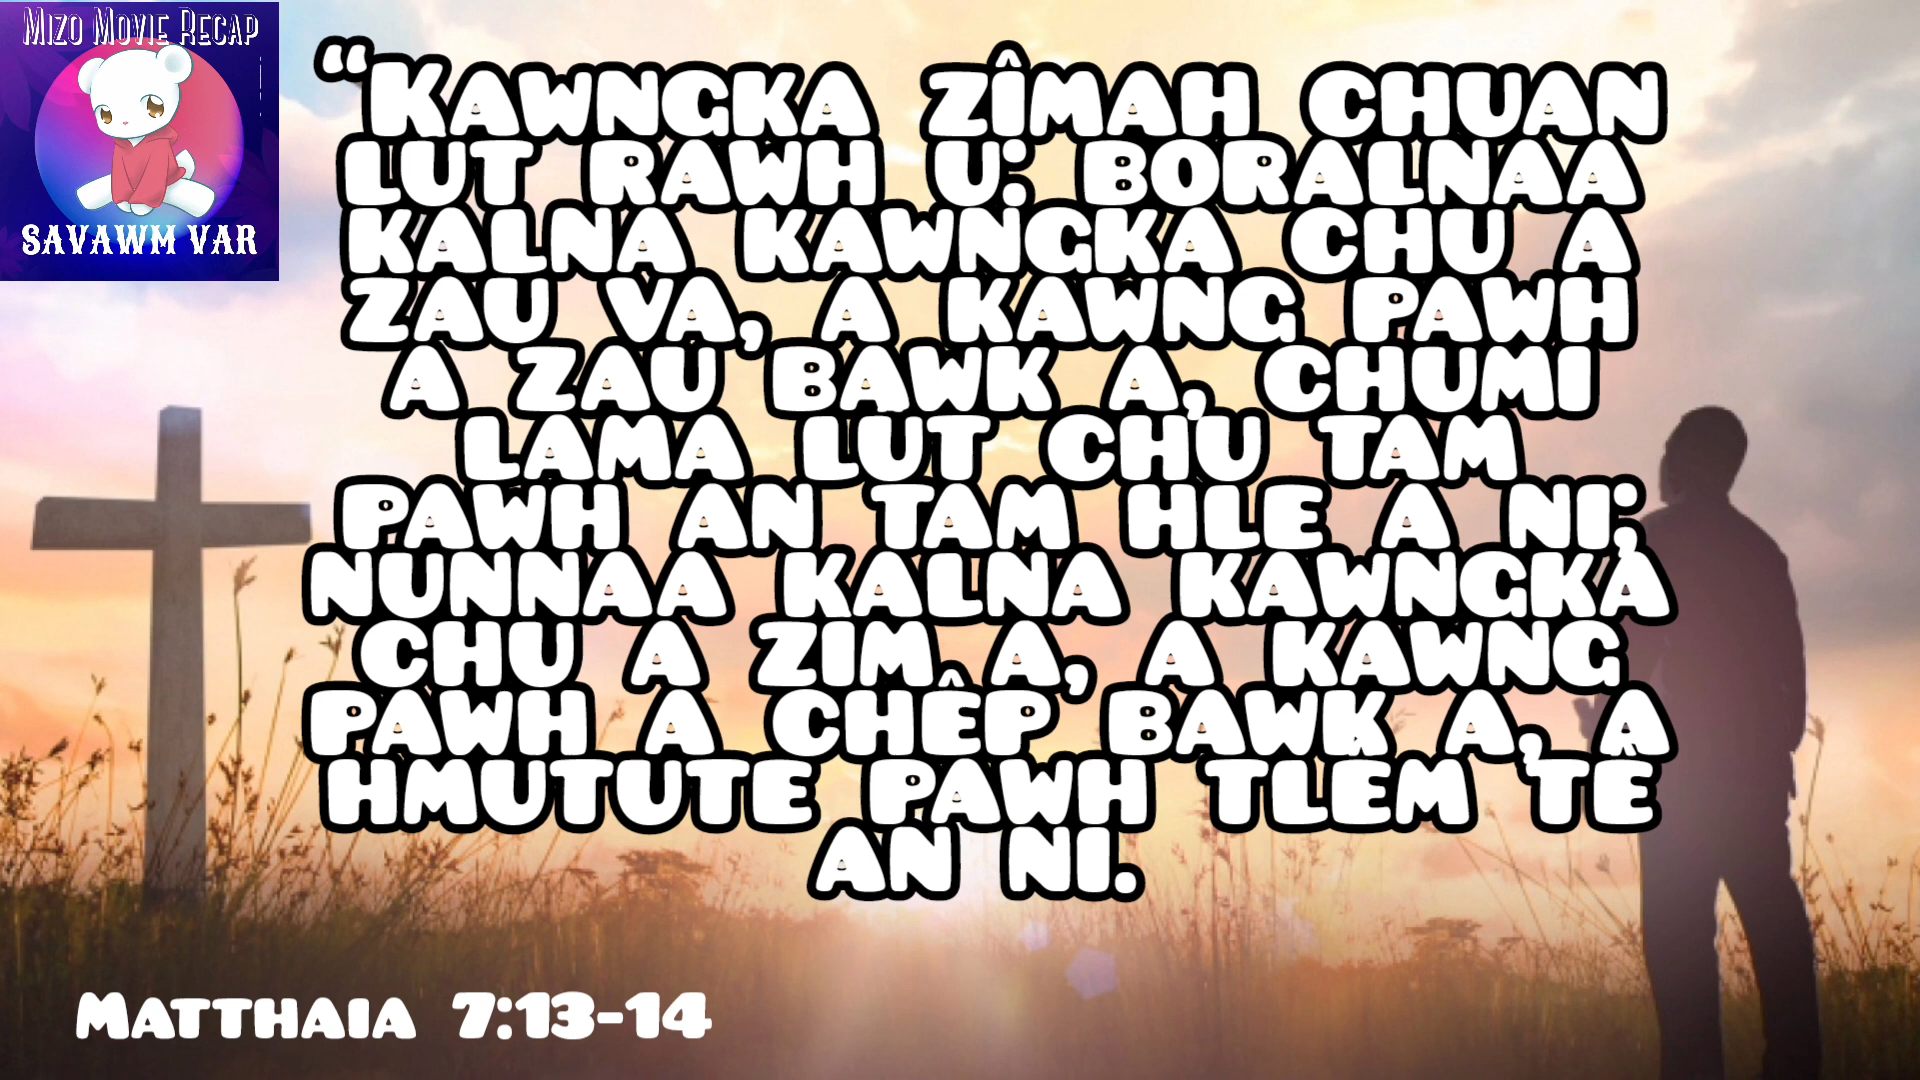 Mizo Movie Recap
SAVAWM VAR
“Kawngka zîmah chuan
lut rawh u: boralnaa
kalna kawngka chu a
zau va, a kawng pawh
a zau bawk a, chumi
lama lut chu tam
pawh an tam hle a ni;
nunnaa kalna kawngka
chu a zim a, a kawng
pawh a chêp bawk a, a
hmutute pawh tlêm tê
an ni.
Matthaia 7:13-14